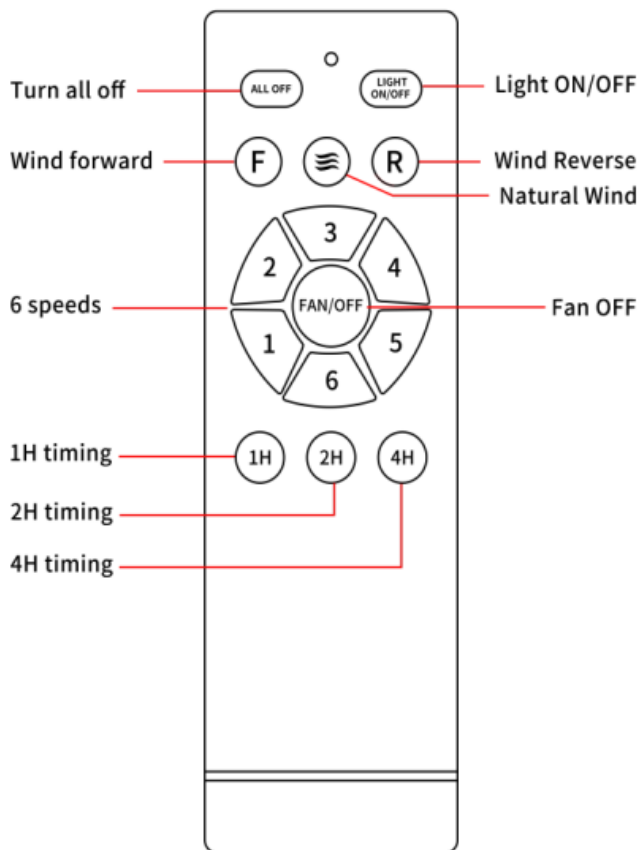 Turn all off
ALL OFF
LIGHT
ON/OFF
Light ON/OFF
Wind forward
F
R
Wind Reverse
Natural Wind
3
2
4
6 speeds
FAN/OFF
Fan OFF
1
5
6
1H timing
1H
2H
4H
2H timing
4H timing